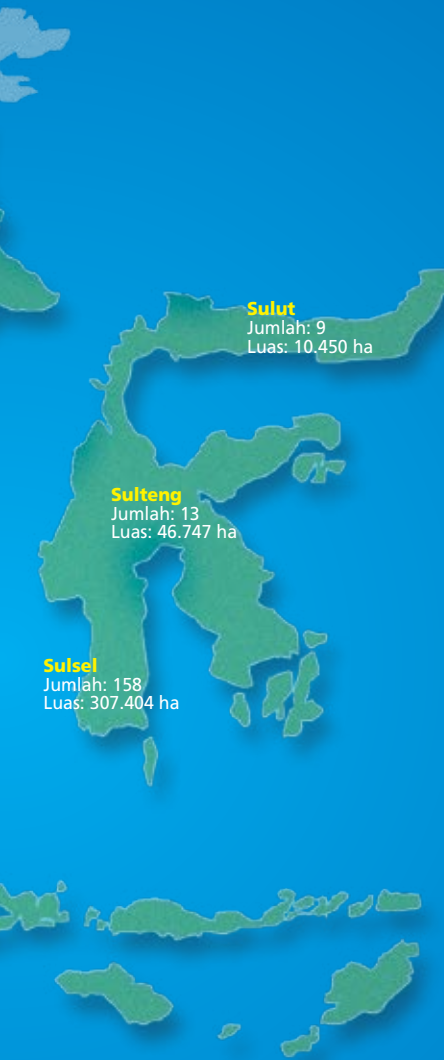 Sulut
Jumlah: 9
Luas: 10.450 ha
Sulteng
Jumlah: 13
Luas: 46.747 ha
Sulsel
Jumlah: 158
Luas: 307.404 ha